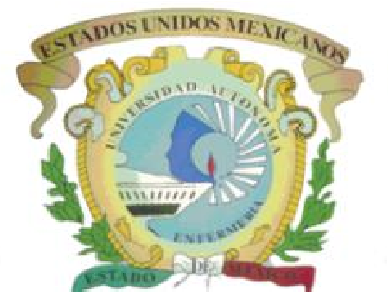 ESTADOS UNIDOS MEXICANOS
UNIVERSIDAD AUTONOMA
ENFERMERIA
ESTADO DE MEXICO